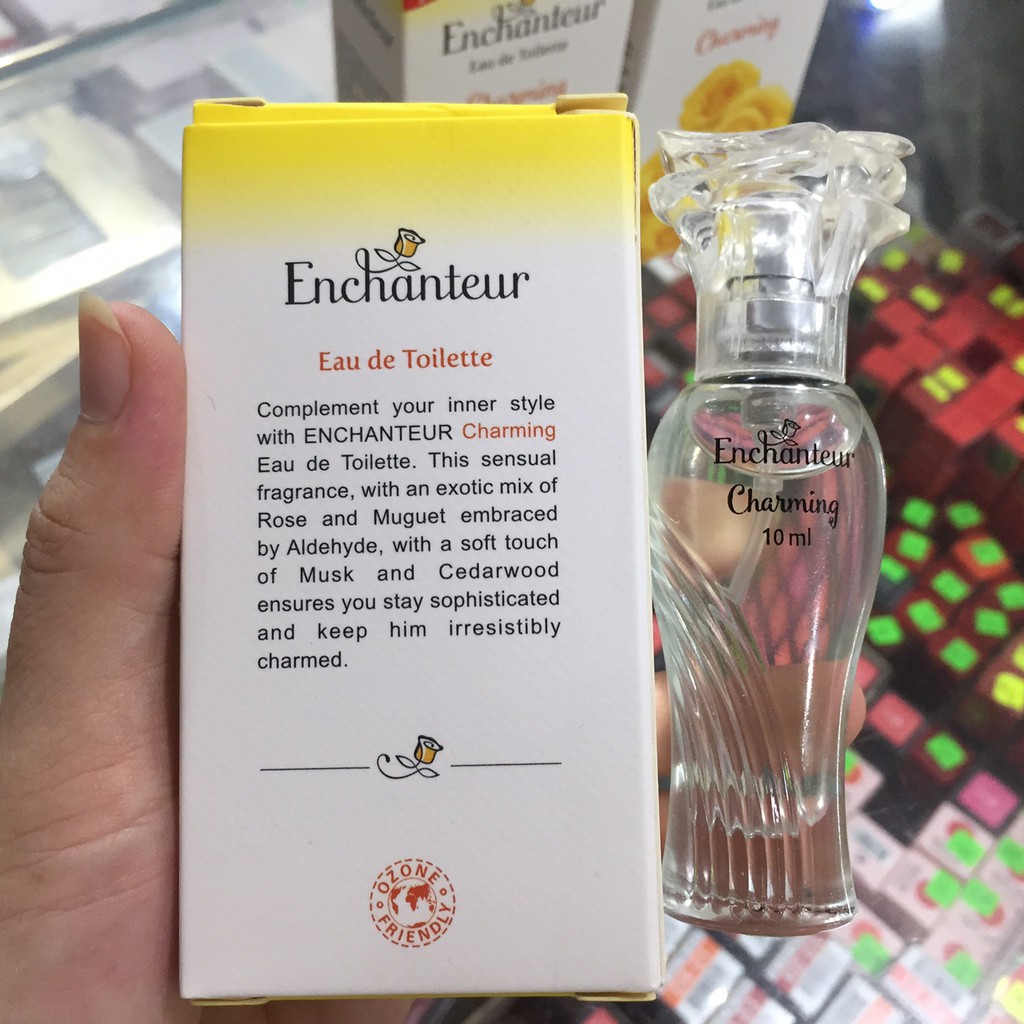 Enchanteur
Eau de Toilette
Charming
Charming
Enchanteur
Eau de Toilette
Complement your inner style
with ENCHANTEUR Charming
Eau de Toilette. This sensual
fragrance, with an exotic mix of
Rose and Muguet embraced
by Aldehyde, with a soft touch
of Musk and Cedarwood
ensures you stay sophisticated
and keep him irresistibly
charmed.
OZONE
FRIENDLY
Enchanteur
Charming
10 ml